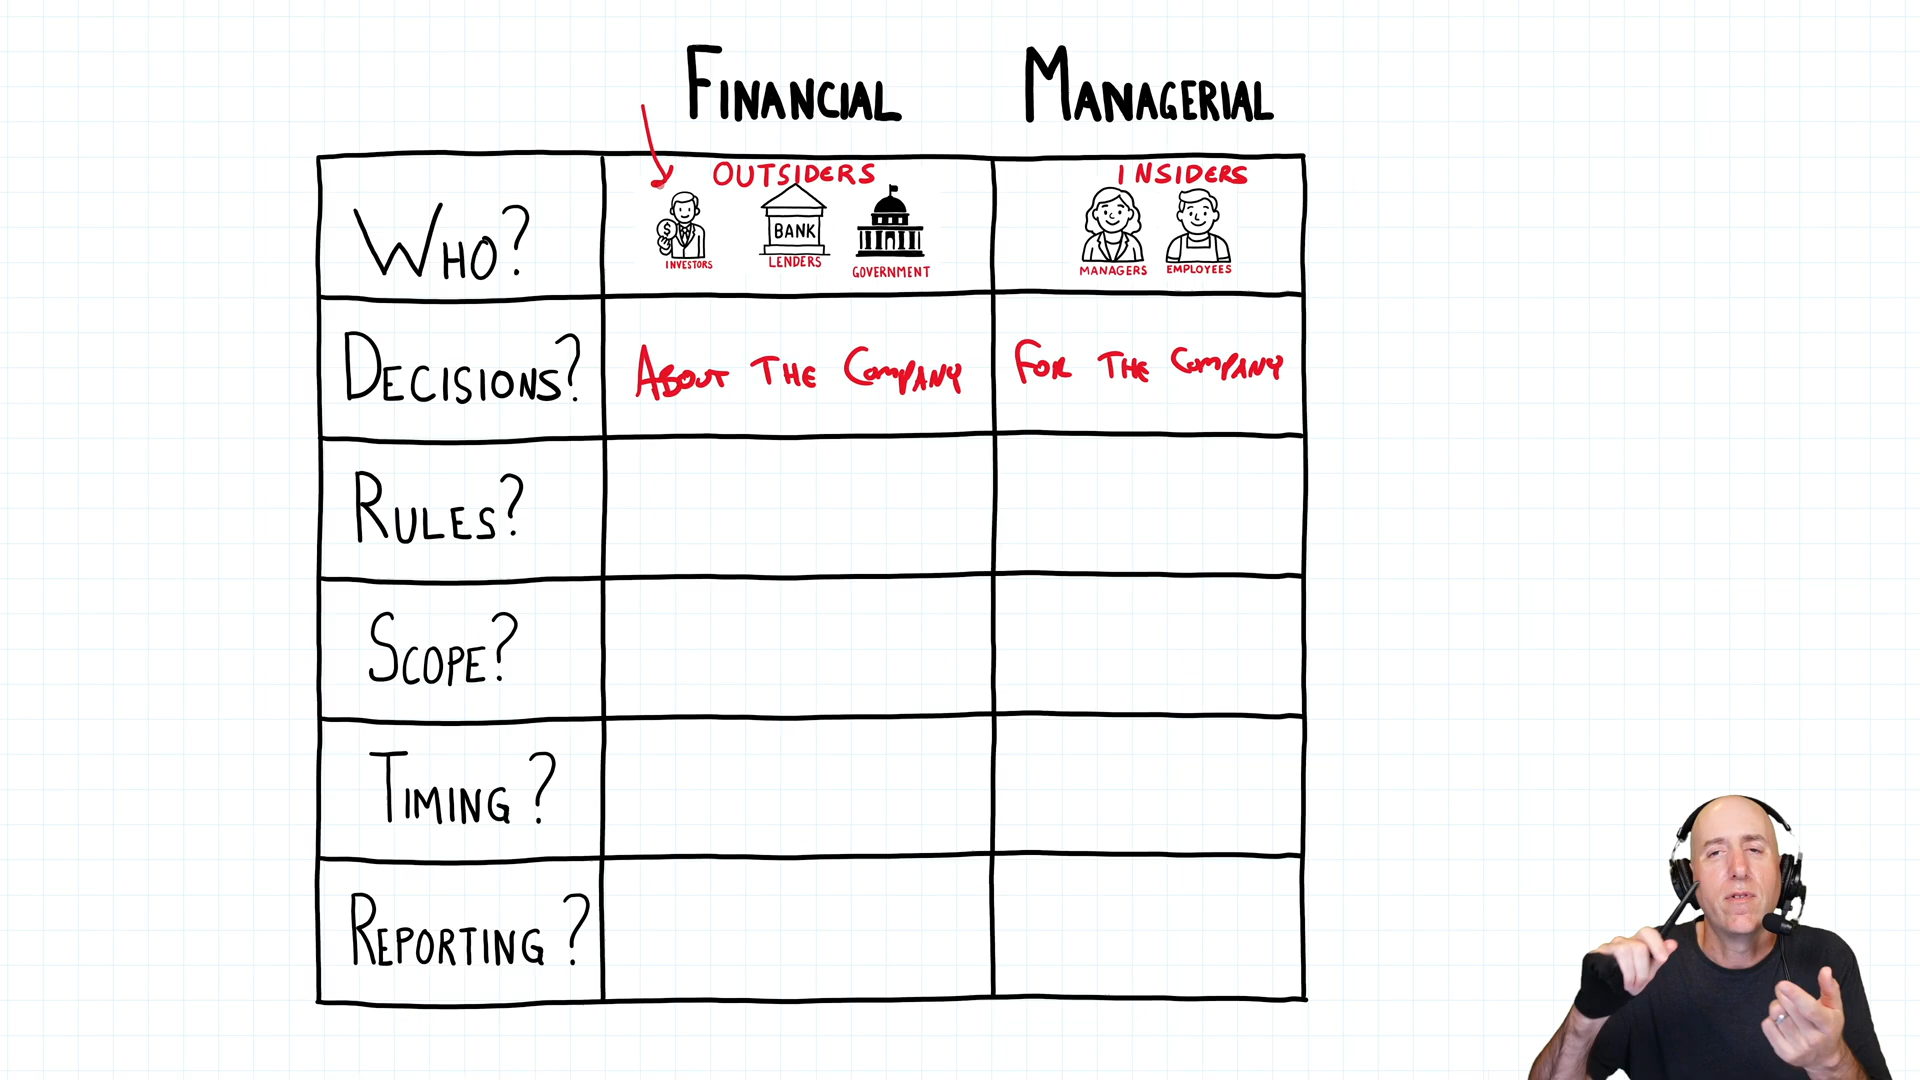 FINANCIAL MANAGERIAL
WHO? OUTSIDERS INSIDERS
$ BANK
INVESTORS LENDERS GOVERNMENT MANAGERS EMPLOYEES
DECISIONS? ABOUT THE COMPANY FOR THE COMPANY
RULES?
SCOPE?
TIMING?
REPORTING?